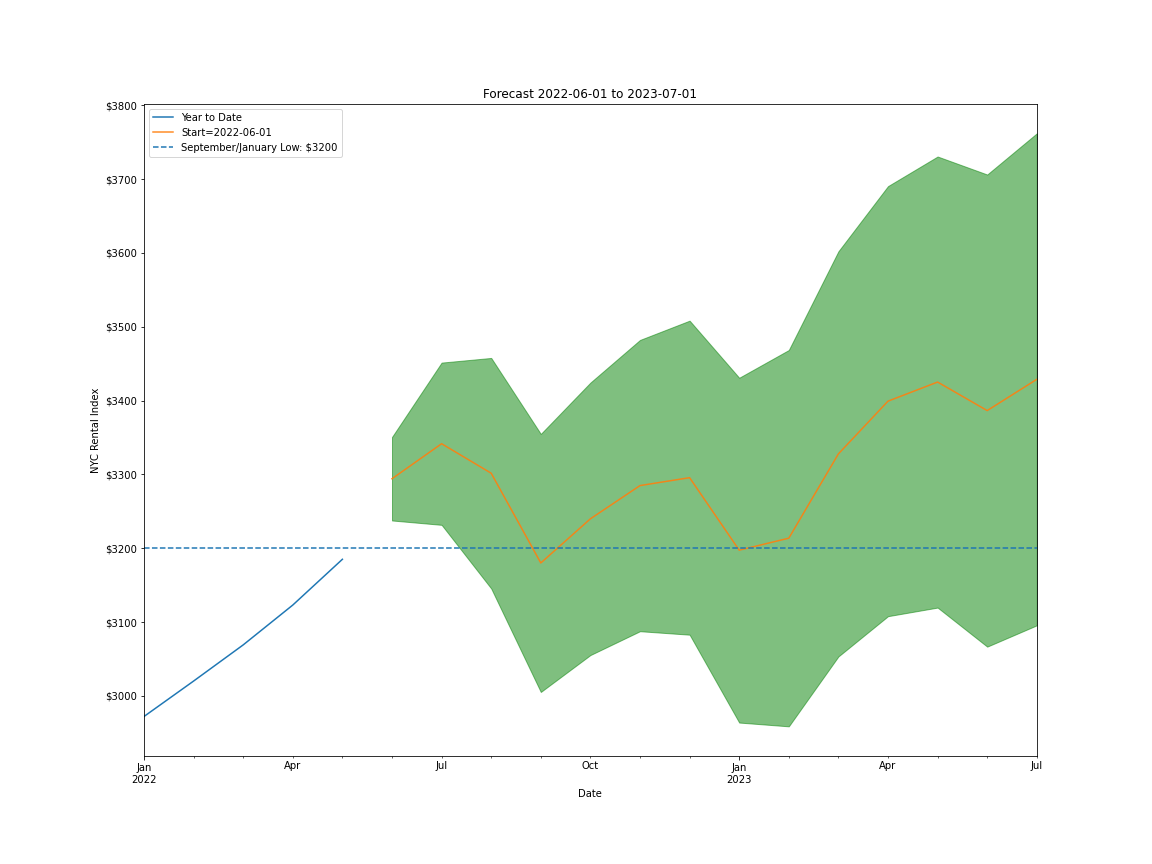 Forecast 2022-06-01 to 2023-07-01
Year to Date
Start=2022-06-01
September/January Low: $3200
$3800
$3700
$3600
$3500
$3400
$3300
$3200
$3100
$3000
NYC Rental Index
Jan
2022
Apr
Jul
Oct
Jan
2023
Apr
Jul
Date